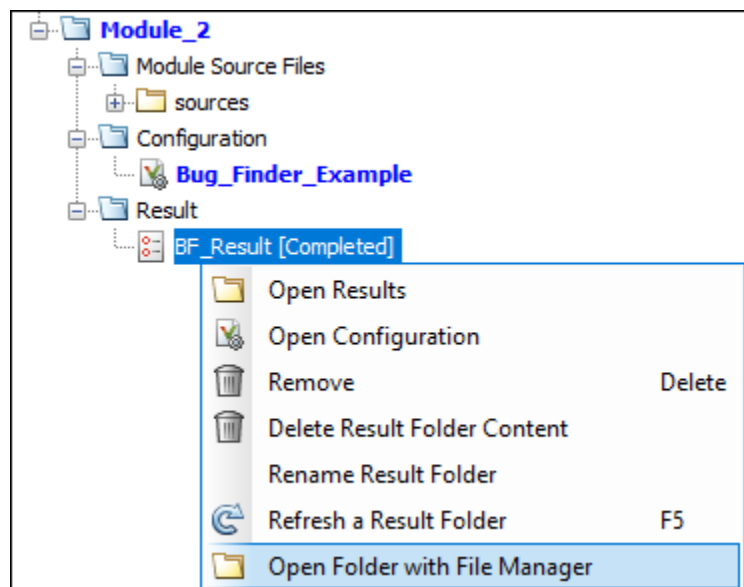 Module_2
Module Source Files
sources
Configuration
Bug_Finder_Example
Result
BF_Result [Completed]
Open Results
Open Configuration
Remove Delete
Delete Result Folder Content
Rename Result Folder
Refresh a Result Folder F5
Open Folder with File Manager